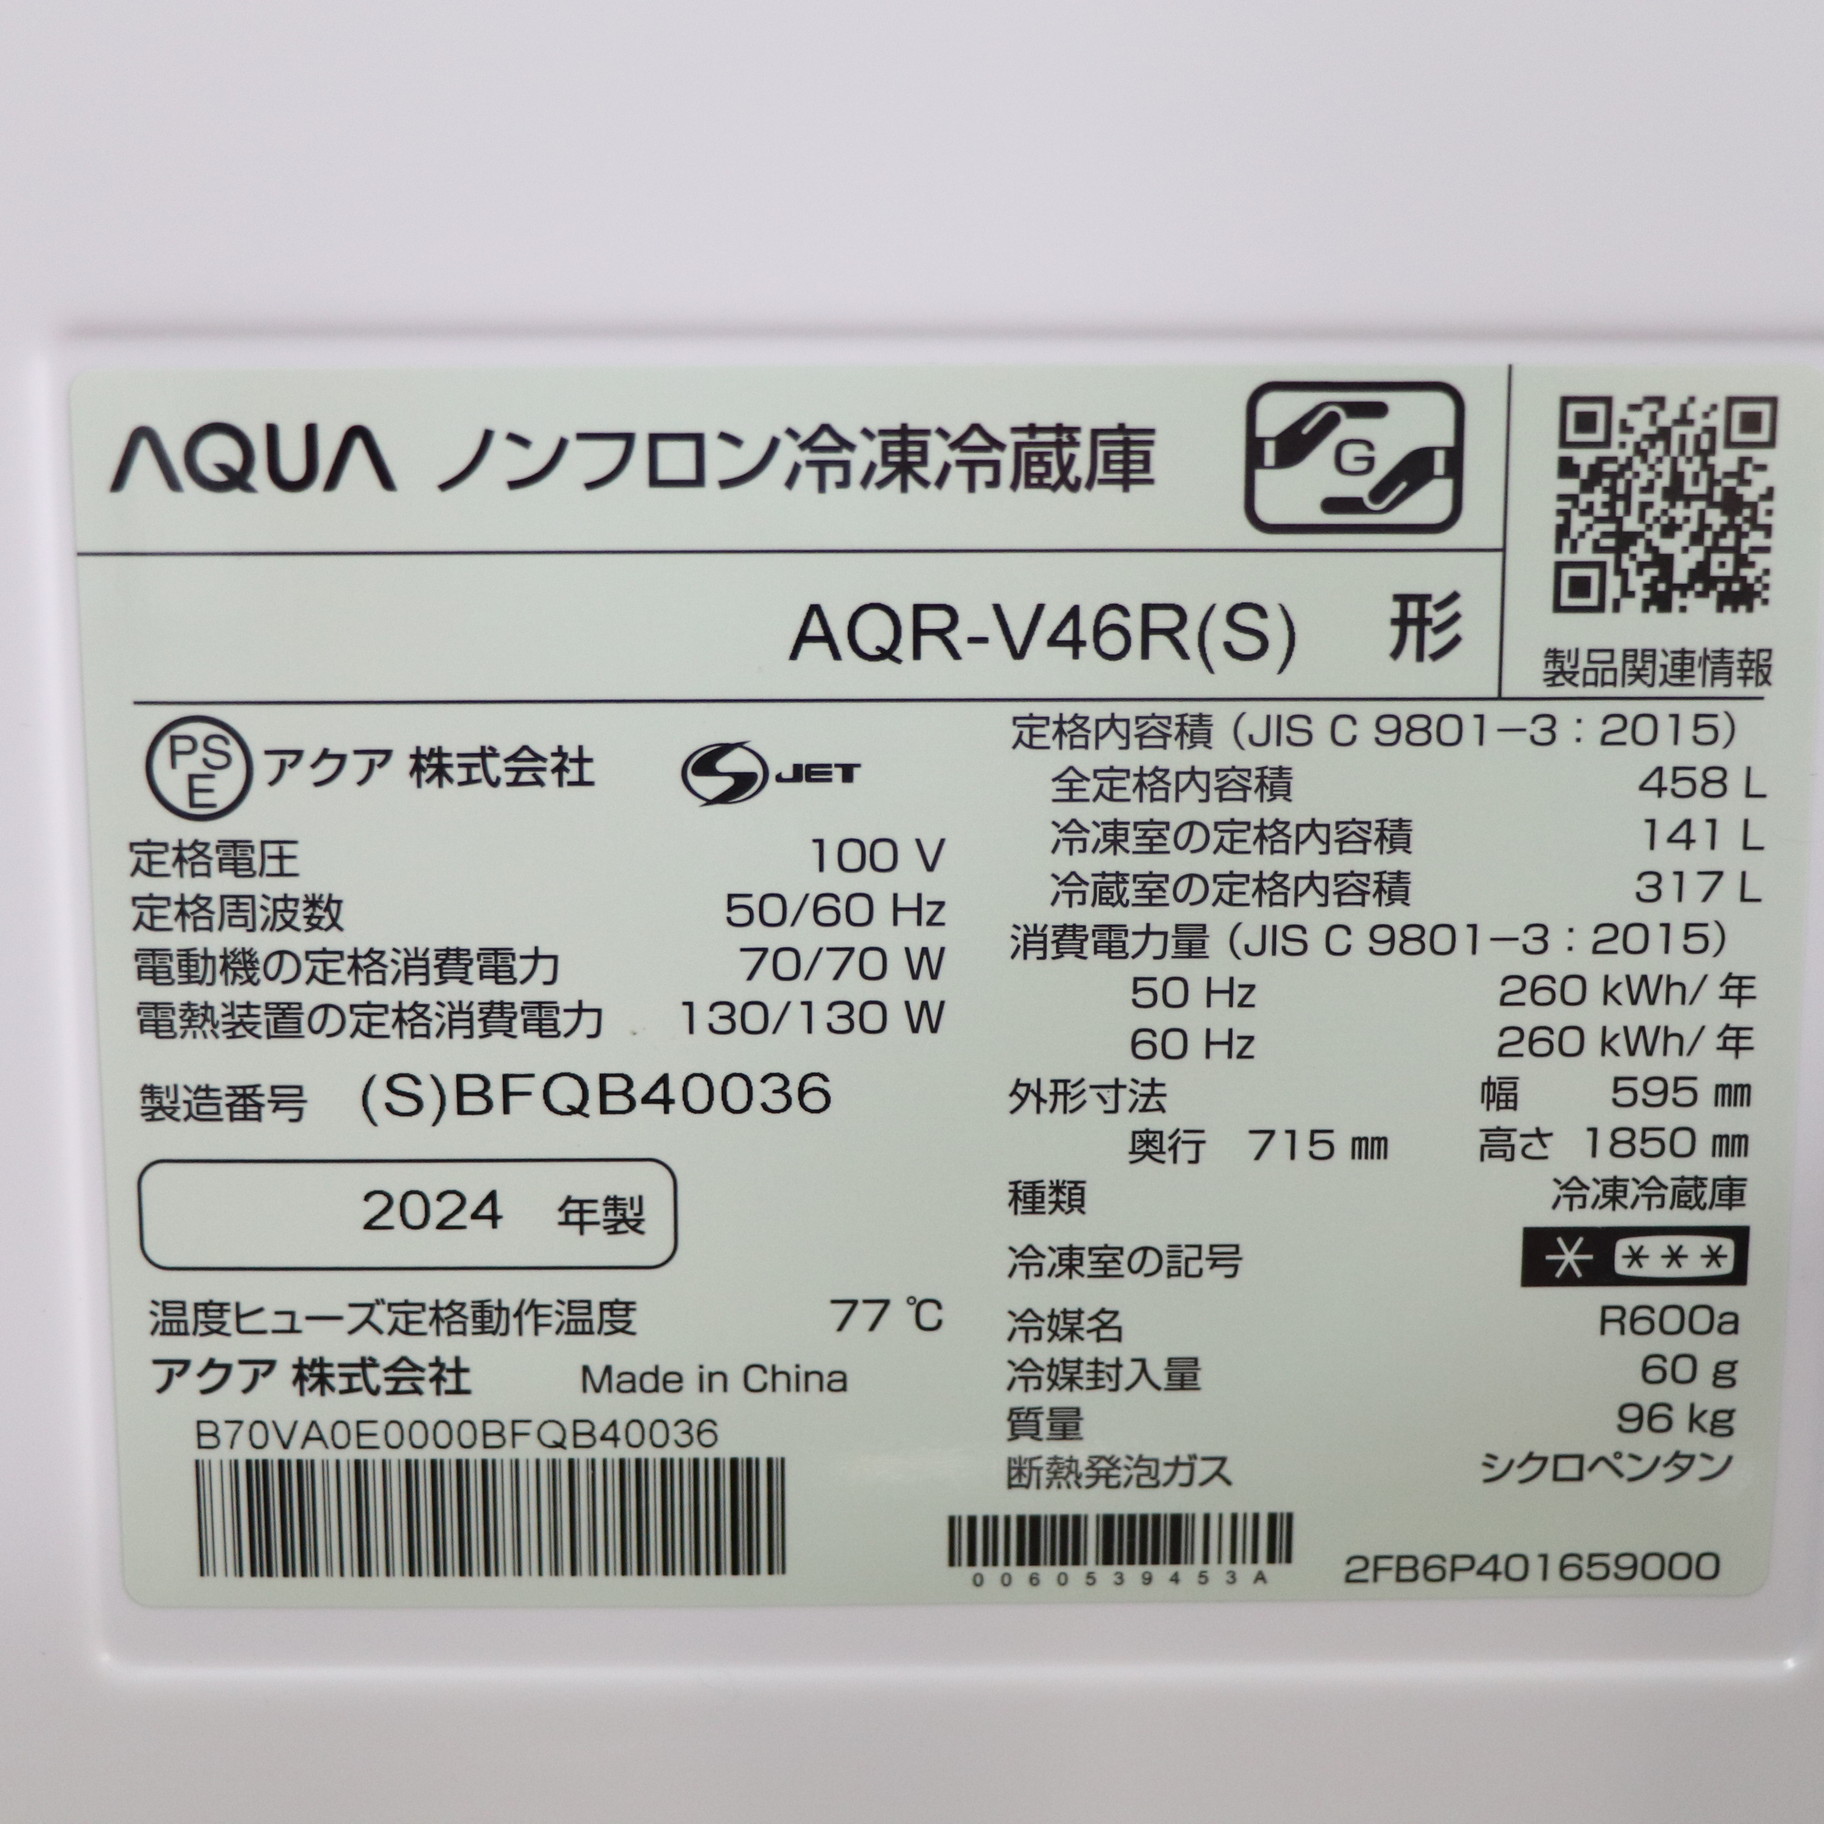 AQUA ノンフロン冷凍冷蔵庫
G
AQR-V46R(S) 形
製品関連情報
PSE アクア 株式会社 S JET
定格電圧 100 V
定格周波数 50/60 Hz
電動機の定格消費電力 70/70 W
電熱装置の定格消費電力 130/130 W
製造番号 (S)BFQB40036
2024 年製
温度ヒューズ定格動作温度 77 ℃
アクア 株式会社 Made in China
B70VA0E0000BFQB40036
定格内容積（JIS C 9801−3：2015）
全定格内容積 458 L
冷凍室の定格内容積 141 L
冷蔵室の定格内容積 317 L
消費電力量（JIS C 9801−3：2015）
50 Hz 260 kWh/年
60 Hz 260 kWh/年
外形寸法 幅 595 ㎜
奥行 715 ㎜ 高さ 1850 ㎜
種類 冷凍冷蔵庫
冷凍室の記号 * ***
冷媒名 R600a
冷媒封入量 60 g
質量 96 kg
断熱発泡ガス シクロペンタン
0060539453A
2FB6P401659000